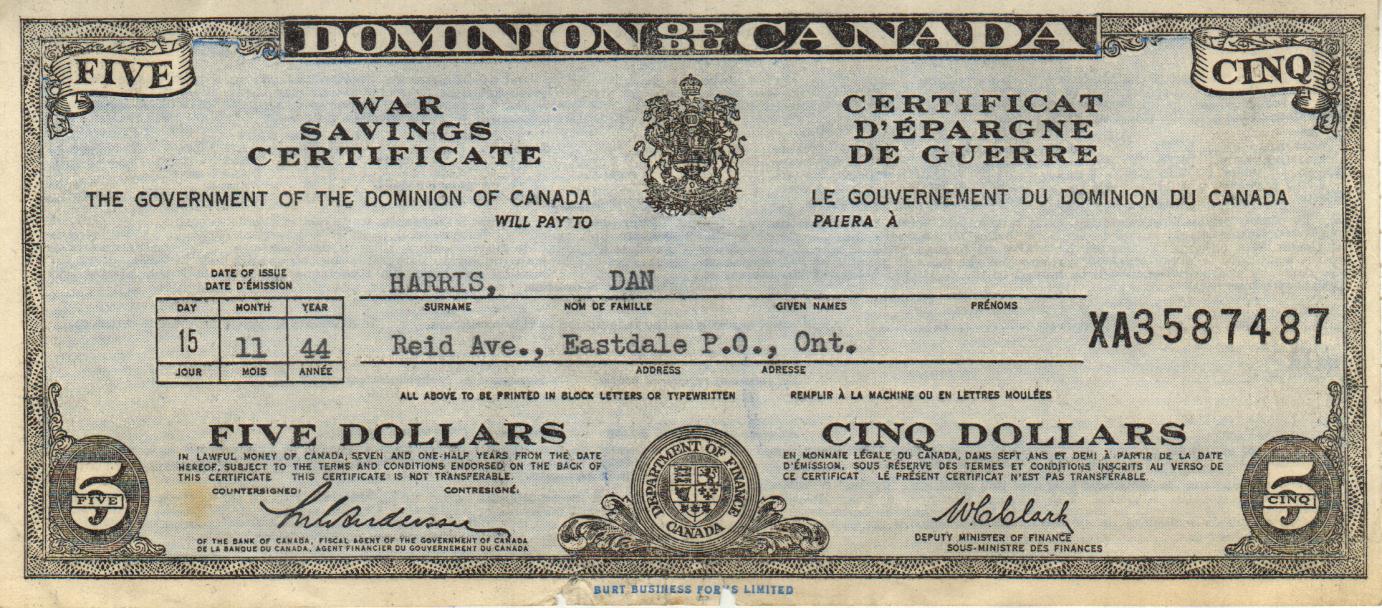 DOMINION OF DU CANADA
FIVE
CINQ
WAR
SAVINGS
CERTIFICATE
CERTIFICAT
D'ÉPARGNE
DE GUERRE
THE GOVERNMENT OF THE DOMINION OF CANADA
WILL PAY TO
LE GOUVERNEMENT DU DOMINION DU CANADA
PAIERA À
DATE OF ISSUE
DATE D'ÉMISSION
DAY MONTH YEAR
15 11 44
JOUR MOIS ANNÉE
HARRIS, DAN
SURNAME NOM DE FAMILLE GIVEN NAMES PRÉNOMS
Reid Ave., Eastdale P.O., Ont.
ADDRESS ADRESSE
XA3587487
ALL ABOVE TO BE PRINTED IN BLOCK LETTERS OR TYPEWRITTEN REMPLIR À LA MACHINE OU EN LETTRES MOULÉES
FIVE DOLLARS
IN LAWFUL MONEY OF CANADA, SEVEN AND ONE-HALF YEARS FROM THE DATE
HEREOF, SUBJECT TO THE TERMS AND CONDITIONS ENDORSED ON THE BACK OF
THIS CERTIFICATE THIS CERTIFICATE IS NOT TRANSFERABLE.
COUNTERSIGNED: CONTRESIGNÉ:
OF THE BANK OF CANADA, FISCAL AGENT OF THE GOVERNMENT OF CANADA
DE LA BANQUE DU CANADA, AGENT FINANCIER DU GOUVERNEMENT DU CANADA
5
FIVE
DEPARTMENT OF FINANCE
CANADA
CINQ DOLLARS
EN MONNAIE LÉGALE DU CANADA, DANS SEPT ANS ET DEMI À PARTIR DE LA DATE
D'ÉMISSION, SOUS RÉSERVE DES TERMES ET CONDITIONS INSCRITS AU VERSO DE
CE CERTIFICAT LE PRÉSENT CERTIFICAT N'EST PAS TRANSFÉRABLE
W C Clark
DEPUTY MINISTER OF FINANCE
SOUS-MINISTRE DES FINANCES
5
CINQ
BURT BUSINESS FORMS LIMITED